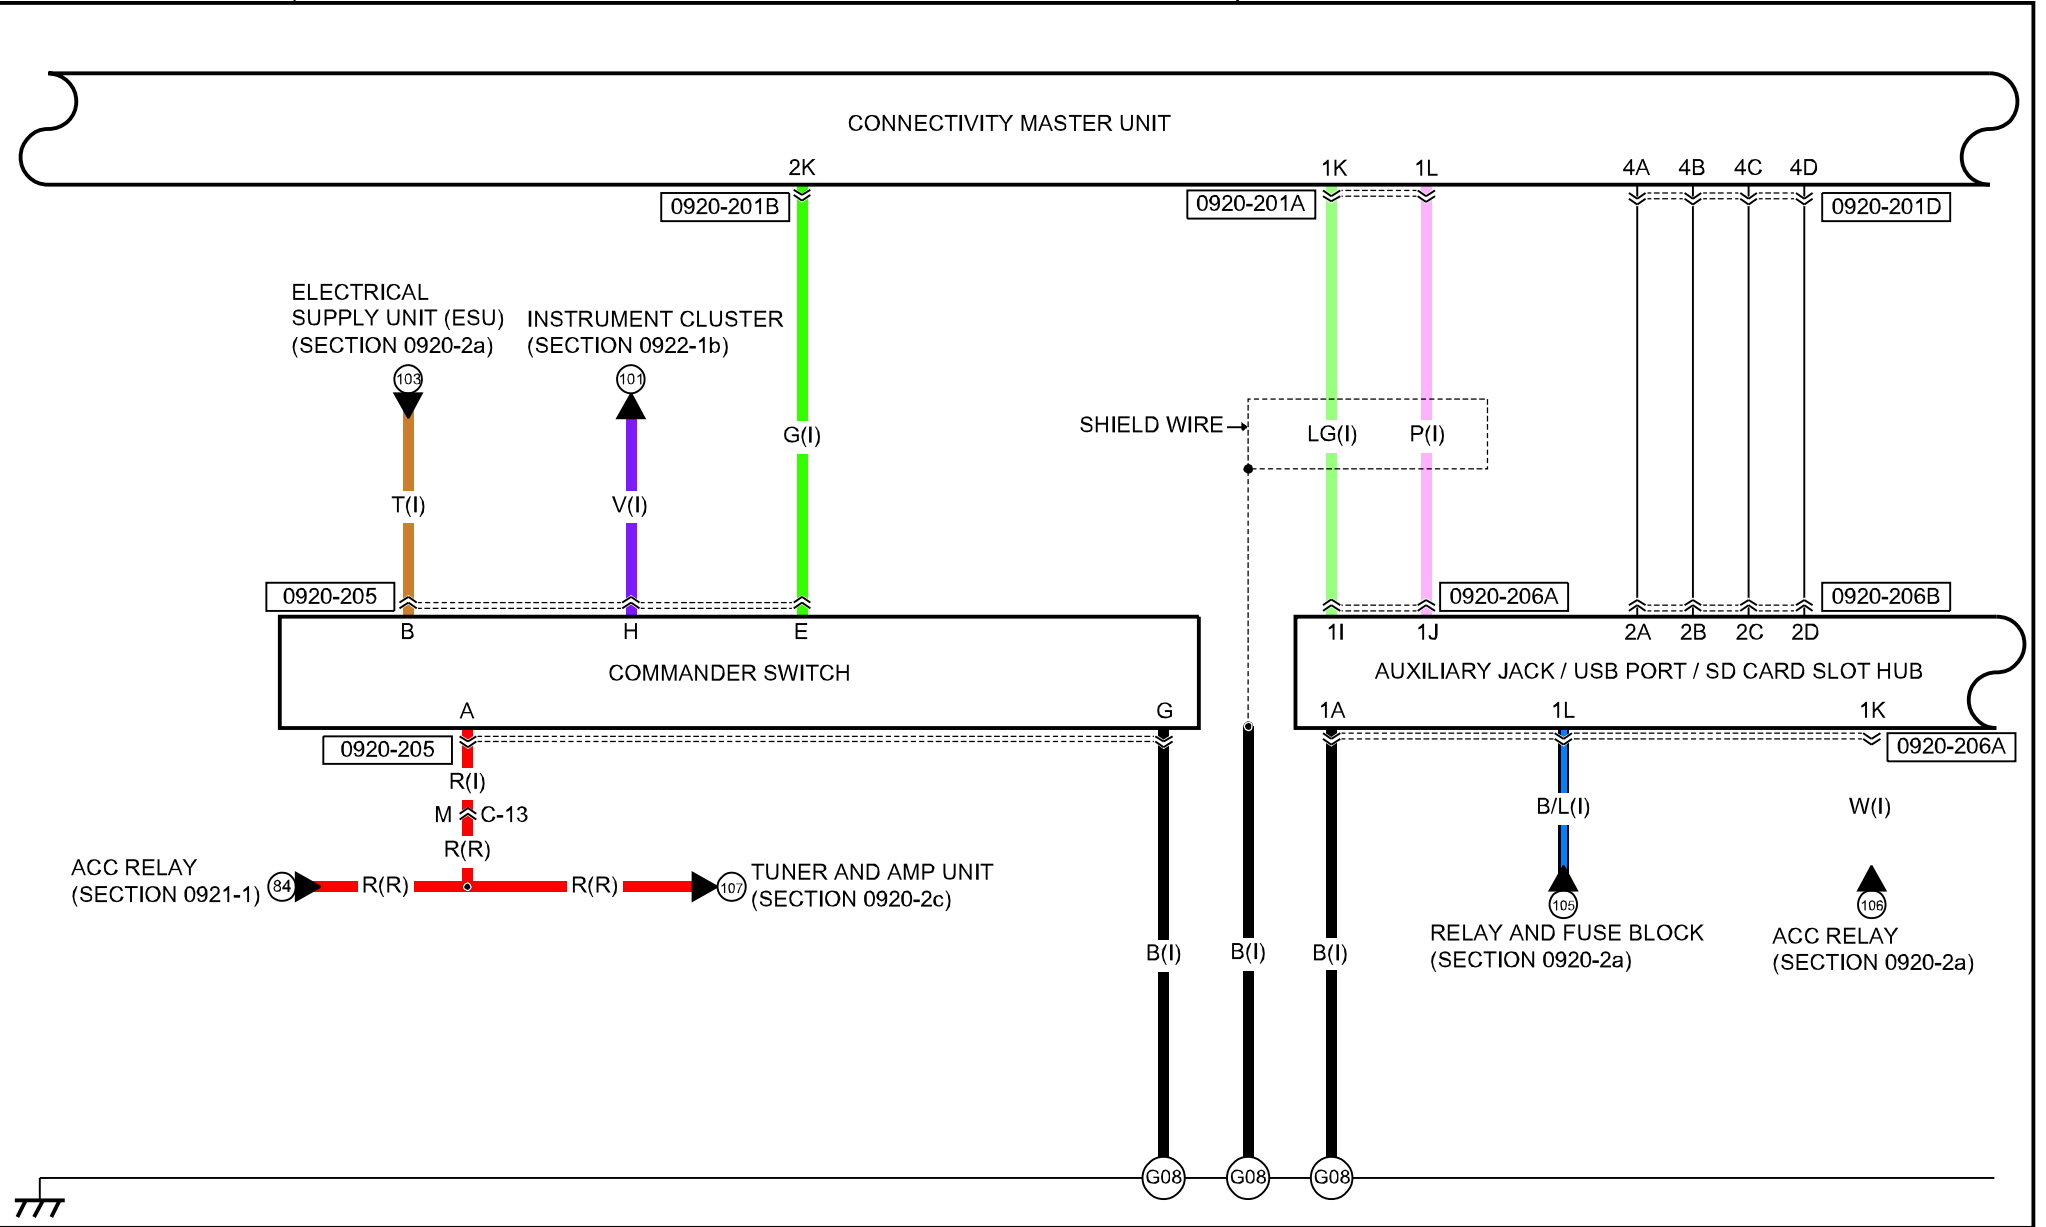 CONNECTIVITY MASTER UNIT
2K
1K
1L
4A
4B
4C
4D
0920-201B
0920-201A
0920-201D
ELECTRICAL
SUPPLY UNIT (ESU)
(SECTION 0920-2a)
INSTRUMENT CLUSTER
(SECTION 0922-1b)
103
101
SHIELD WIRE
G(I)
LG(I)
P(I)
T(I)
V(I)
0920-205
0920-206A
0920-206B
B
H
E
1I
1J
2A
2B
2C
2D
COMMANDER SWITCH
AUXILIARY JACK / USB PORT / SD CARD SLOT HUB
A
G
1A
1L
1K
0920-205
0920-206A
R(I)
M
C-13
B/L(I)
W(I)
R(R)
ACC RELAY
(SECTION 0921-1)
84
R(R)
R(R)
107
TUNER AND AMP UNIT
(SECTION 0920-2c)
105
106
RELAY AND FUSE BLOCK
(SECTION 0920-2a)
ACC RELAY
(SECTION 0920-2a)
B(I)
B(I)
B(I)
G08
G08
G08